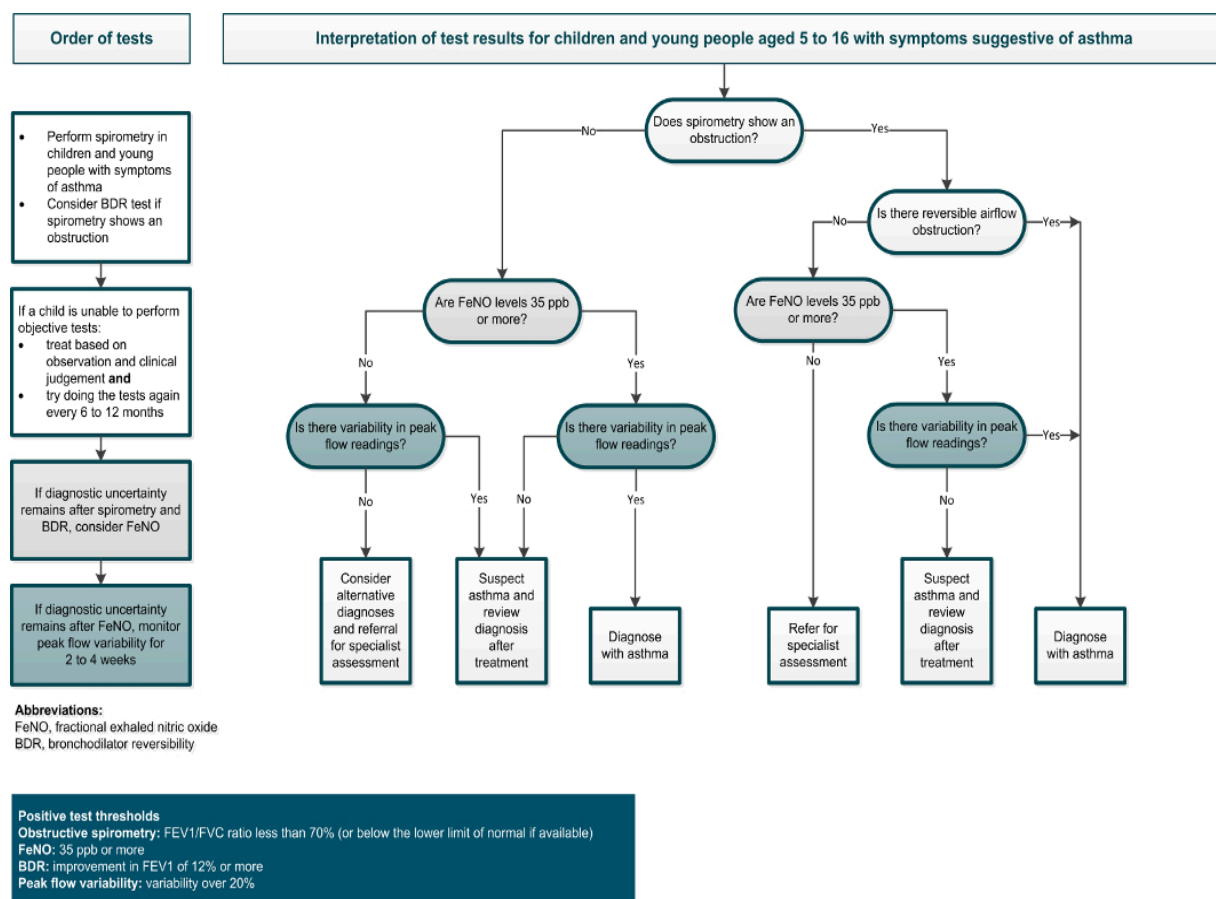 Order of tests
Interpretation of test results for children and young people aged 5 to 16 with symptoms suggestive of asthma
• Perform spirometry in
children and young
people with symptoms
of asthma
• Consider BDR test if
spirometry shows an
obstruction
If a child is unable to perform
objective tests:
• treat based on
observation and clinical
judgement and
• try doing the tests again
every 6 to 12 months
If diagnostic uncertainty
remains after spirometry and
BDR, consider FeNO
If diagnostic uncertainty
remains after FeNO, monitor
peak flow variability for
2 to 4 weeks
Abbreviations:
FeNO, fractional exhaled nitric oxide
BDR, bronchodilator reversibility
Does spirometry show an
obstruction?
No
Yes
Is there reversible airflow
obstruction?
No
Yes
Are FeNO levels 35 ppb
or more?
No
Yes
Are FeNO levels 35 ppb
or more?
No
Yes
Is there variability in peak
flow readings?
No
Yes
Is there variability in peak
flow readings?
No
Yes
Is there variability in peak
flow readings?
Yes
No
Consider
alternative
diagnoses
and referral
for specialist
assessment
Suspect
asthma and
review
diagnosis
after
treatment
Diagnose
with asthma
Refer for
specialist
assessment
Suspect
asthma and
review
diagnosis
after
treatment
Diagnose
with asthma
Positive test thresholds
Obstructive spirometry: FEV1/FVC ratio less than 70% (or below the lower limit of normal if available)
FeNO: 35 ppb or more
BDR: improvement in FEV1 of 12% or more
Peak flow variability: variability over 20%